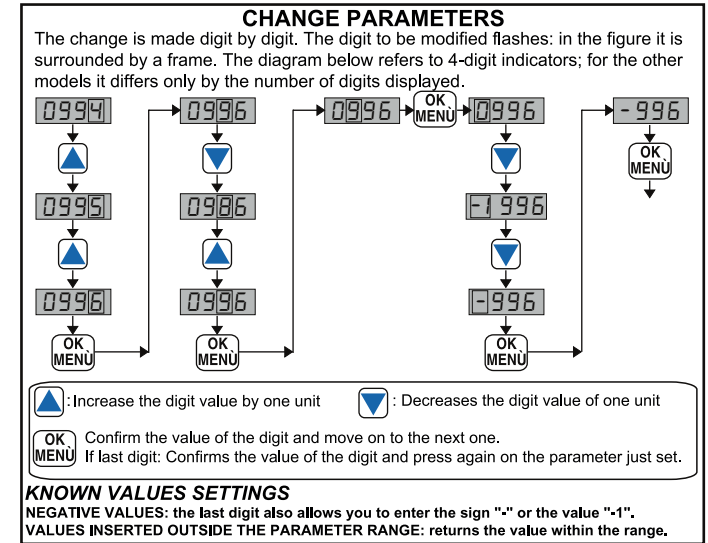 CHANGE PARAMETERS
The change is made digit by digit. The digit to be modified flashes: in the figure it is
surrounded by a frame. The diagram below refers to 4-digit indicators; for the other
models it differs only by the number of digits displayed.
0994 0996 0996 OK MENÙ 0996 -996
OK MENÙ
0995 0986 -1996
0996 0996 -996
OK MENÙ OK MENÙ OK MENÙ
:Increase the digit value by one unit : Decreases the digit value of one unit
OK MENÙ Confirm the value of the digit and move on to the next one.
If last digit: Confirms the value of the digit and press again on the parameter just set.
KNOWN VALUES SETTINGS
NEGATIVE VALUES: the last digit also allows you to enter the sign "-" or the value "-1".
VALUES INSERTED OUTSIDE THE PARAMETER RANGE: returns the value within the range.